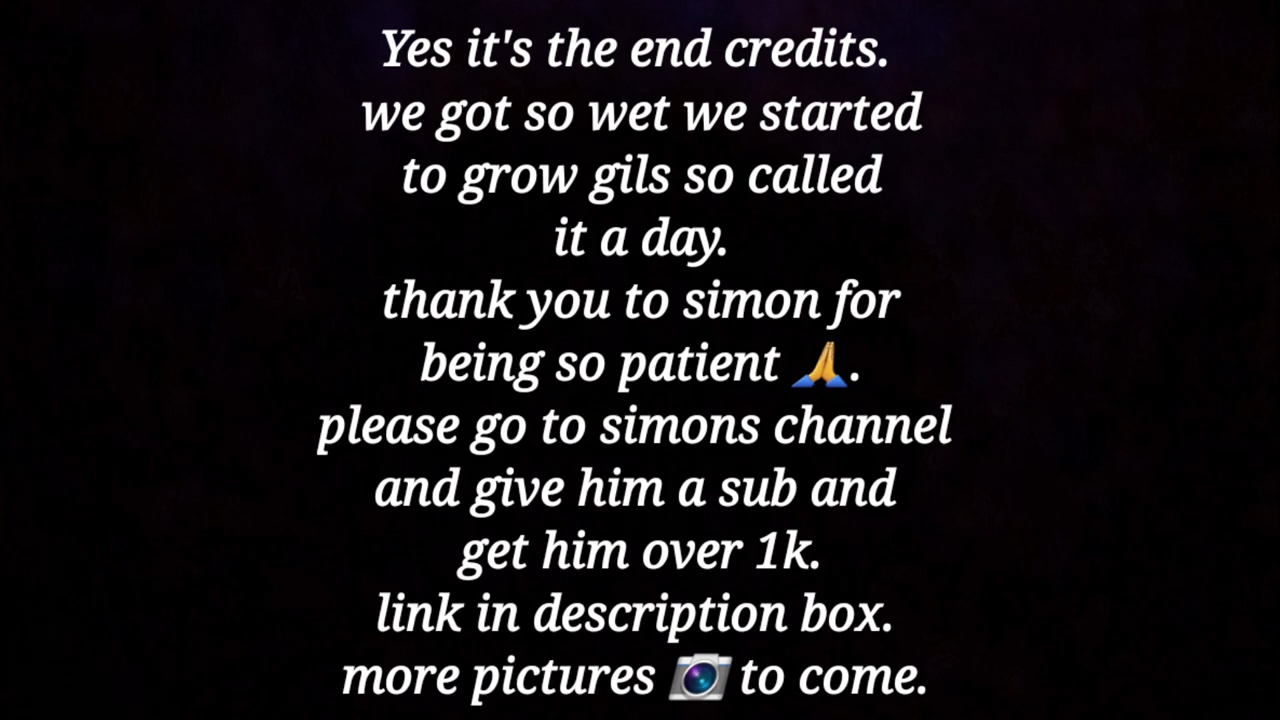 Yes it's the end credits.
we got so wet we started
to grow gils so called
it a day.
thank you to simon for
being so patient 🙏.
please go to simons channel
and give him a sub and
get him over 1k.
link in description box.
more pictures 📷 to come.